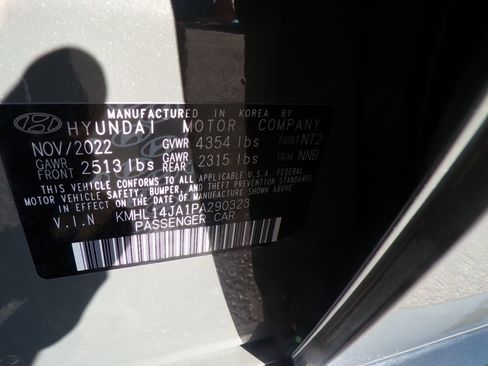 MANUFACTURED IN KOREA BY
HYUNDAI MOTOR COMPANY
NOV/2022 GVWR 4354 lbs PAINT NT2
GAWR FRONT 2513 lbs GAWR REAR 2315 lbs TRIM NNB
THIS VEHICLE CONFORMS TO ALL APPLICABLE U.S.A. FEDERAL
MOTOR VEHICLE SAFETY, BUMPER, AND THEFT PREVENTION STANDARDS
IN EFFECT ON THE DATE OF MANUFACTURE SHOWN ABOVE.
V.I.N KMHL14JA1PA290323
PASSENGER CAR